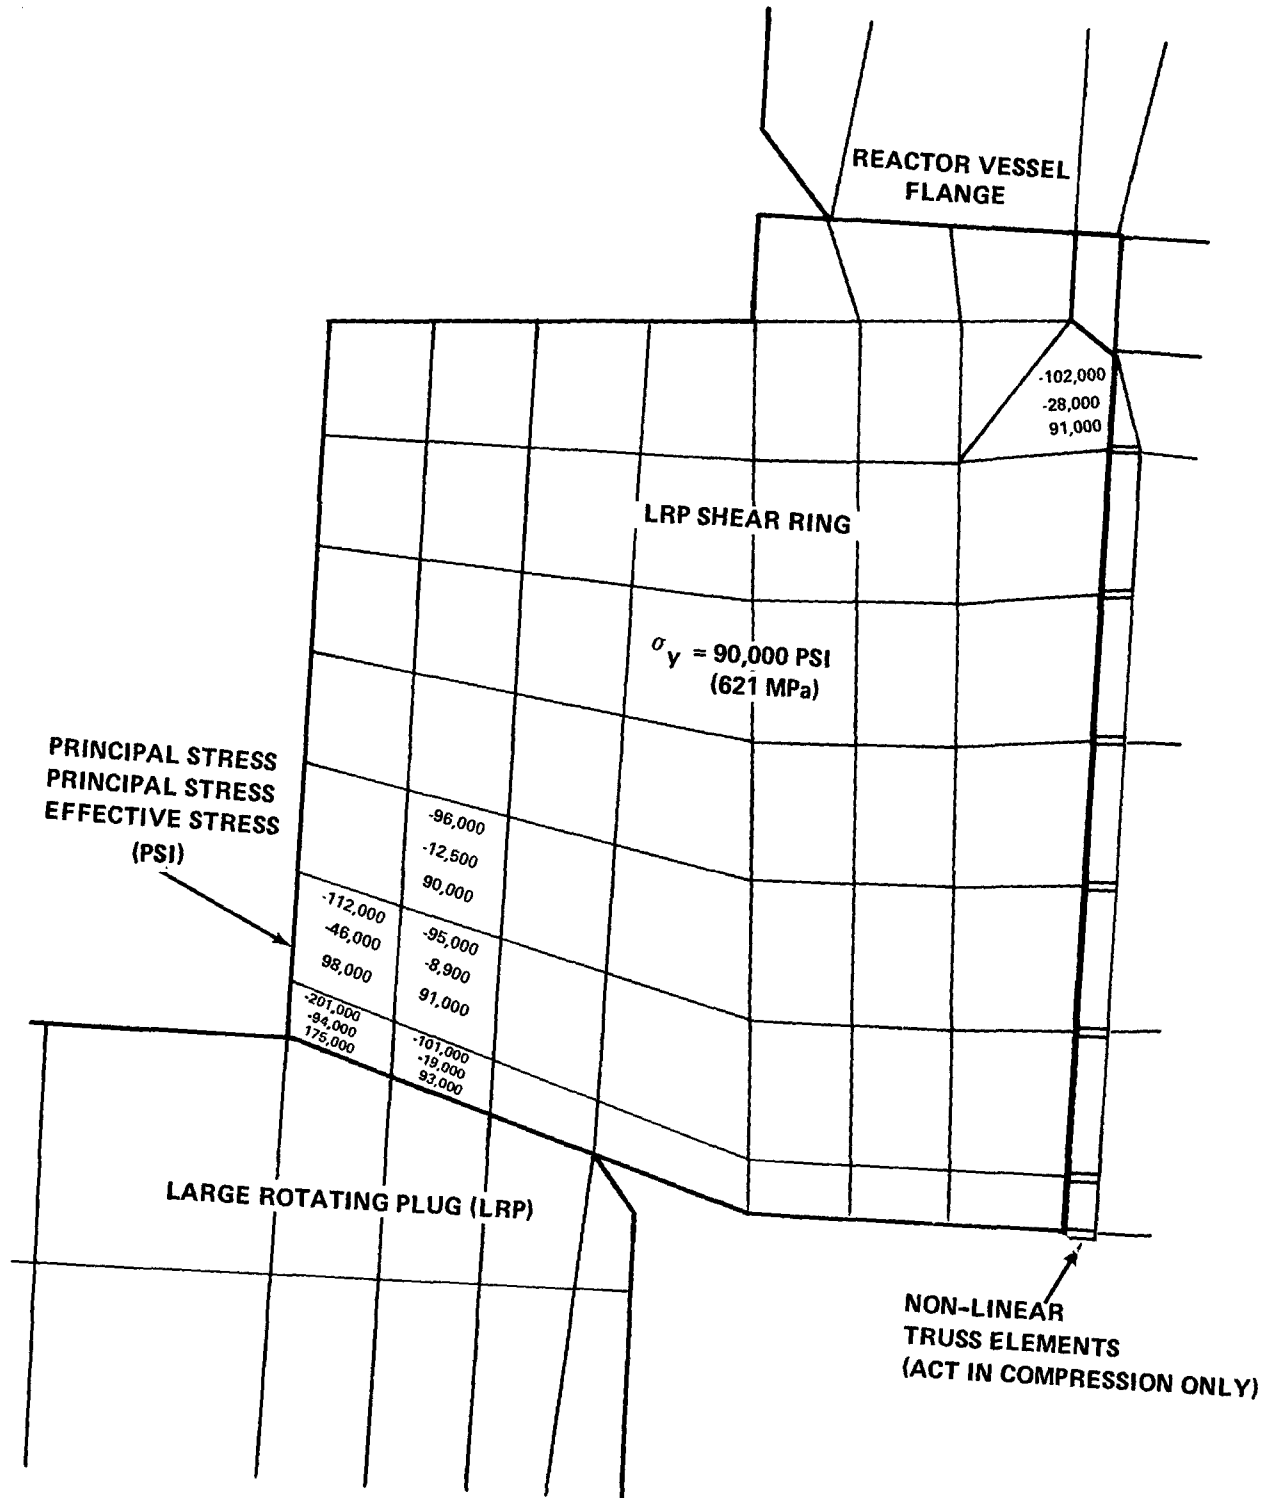 REACTOR VESSEL
FLANGE
-102,000
-28,000
91,000
LRP SHEAR RING
σy = 90,000 PSI
(621 MPa)
PRINCIPAL STRESS
PRINCIPAL STRESS
EFFECTIVE STRESS
(PSI)
-96,000
-12,500
90,000
-112,000
-46,000
98,000
-95,000
-8,900
91,000
-201,000
-94,000
175,000
-101,000
-19,000
93,000
LARGE ROTATING PLUG (LRP)
NON-LINEAR
TRUSS ELEMENTS
(ACT IN COMPRESSION ONLY)